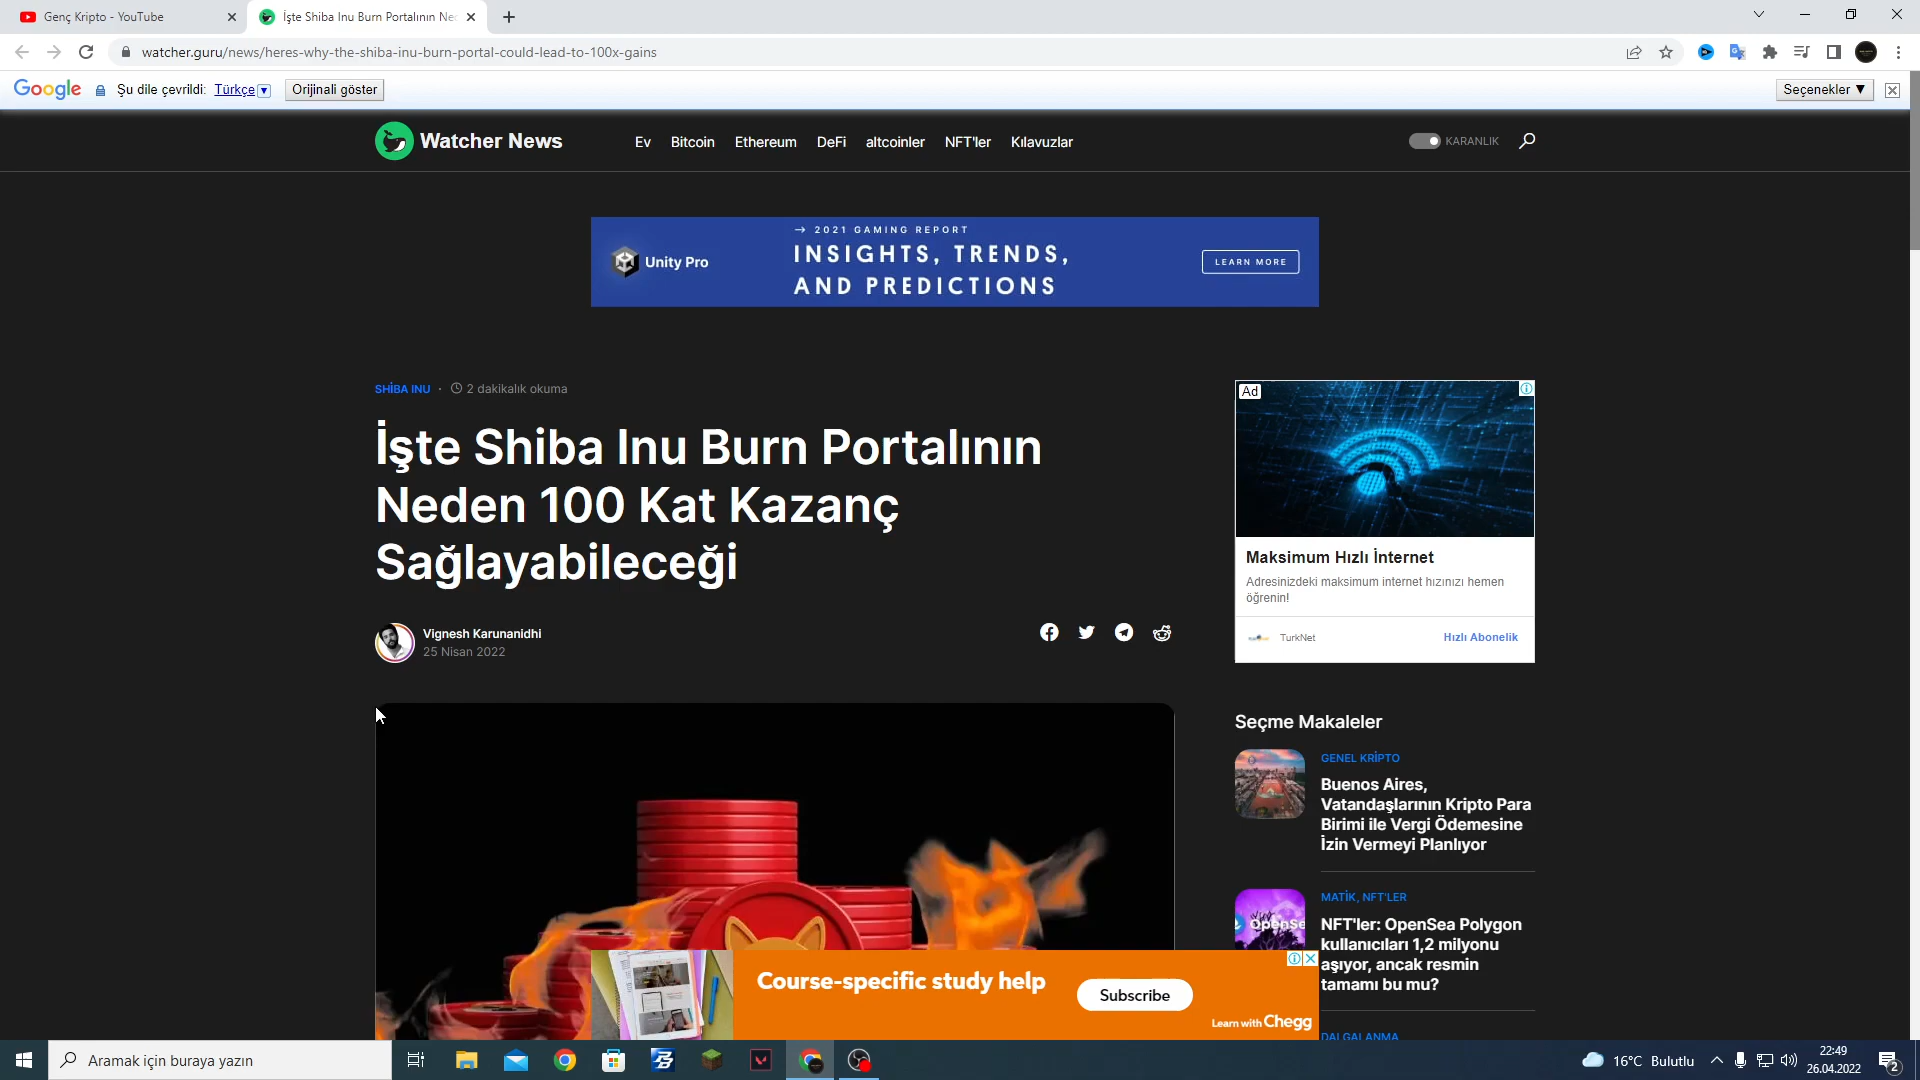 Genç Kripto - YouTube
İşte Shiba Inu Burn Portalının Ne
watcher.guru/news/heres-why-the-shiba-inu-burn-portal-could-lead-to-100x-gains
Google Şu dile çevrildi: Türkçe Orijinali göster Seçenekler ▼
Watcher News
Ev Bitcoin Ethereum DeFi altcoinler NFT'ler Kılavuzlar
KARANLIK
Unity Pro
→ 2021 GAMING REPORT
INSIGHTS, TRENDS,
AND PREDICTIONS
LEARN MORE
SHİBA INU · 2 dakikalık okuma
İşte Shiba Inu Burn Portalının
Neden 100 Kat Kazanç
Sağlayabileceği
Vignesh Karunanidhi
25 Nisan 2022
Ad
Maksimum Hızlı İnternet
Adresinizdeki maksimum internet hızınızı hemen
öğrenin!
TurkNet
Hızlı Abonelik
Seçme Makaleler
GENEL KRİPTO
Buenos Aires,
Vatandaşlarının Kripto Para
Birimi ile Vergi Ödemesine
İzin Vermeyi Planlıyor
MATİK, NFT'LER
OpenSe
NFT'ler: OpenSea Polygon
kullanıcıları 1,2 milyonu
aşıyor, ancak resmin
tamamı bu mu?
DALGALANMA
Course-specific study help
Subscribe
Learn with Chegg
Aramak için buraya yazın
16°C Bulutlu
22:49
26.04.2022
2